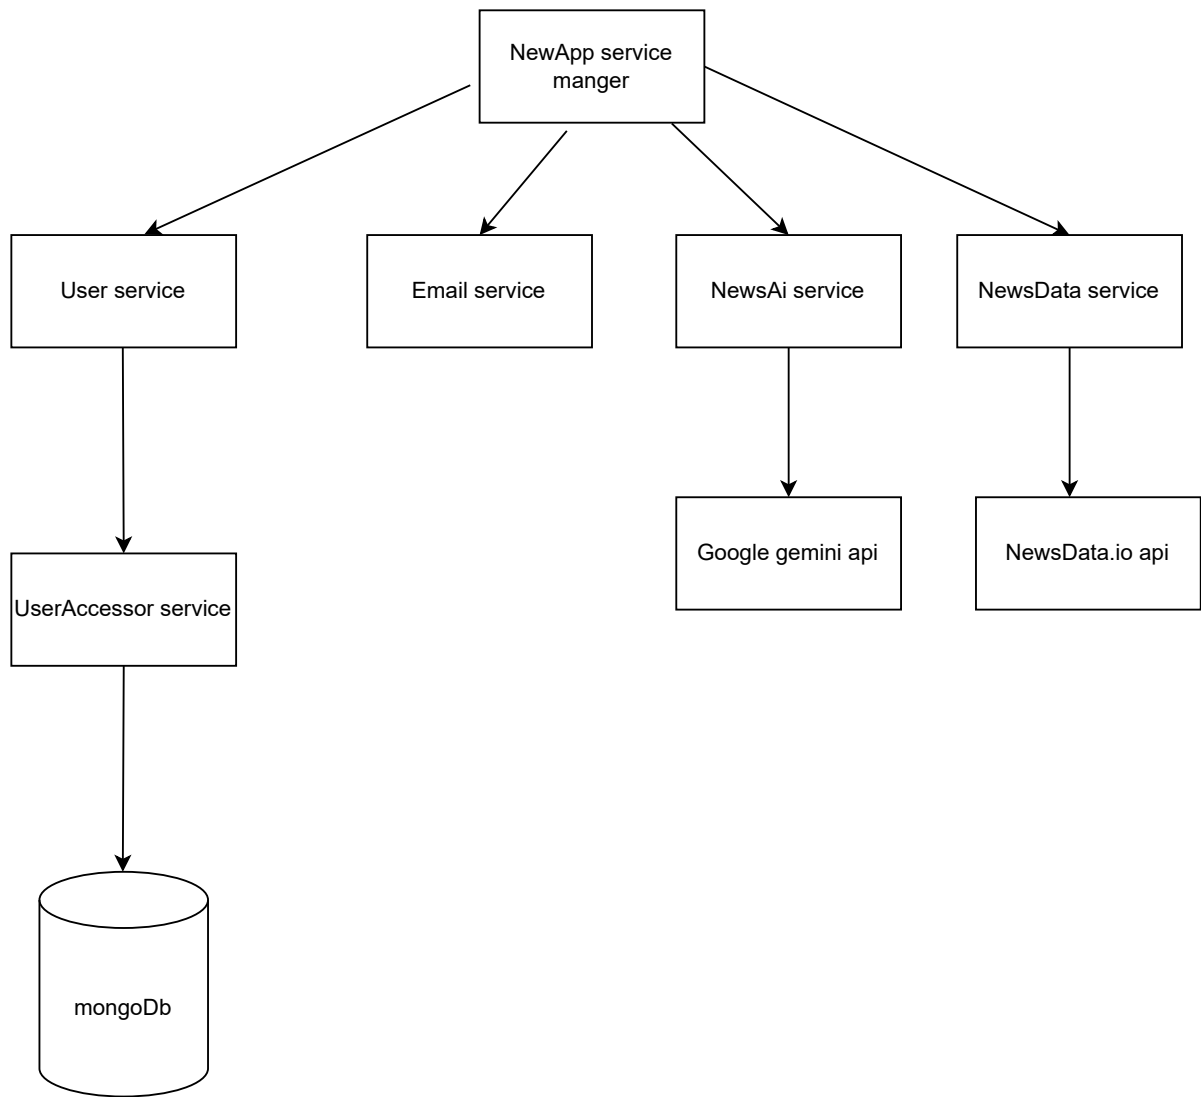 NewApp service
manger
User service
Email service
NewsAi service
NewsData service
Google gemini api
NewsData.io api
UserAccessor service
mongoDb